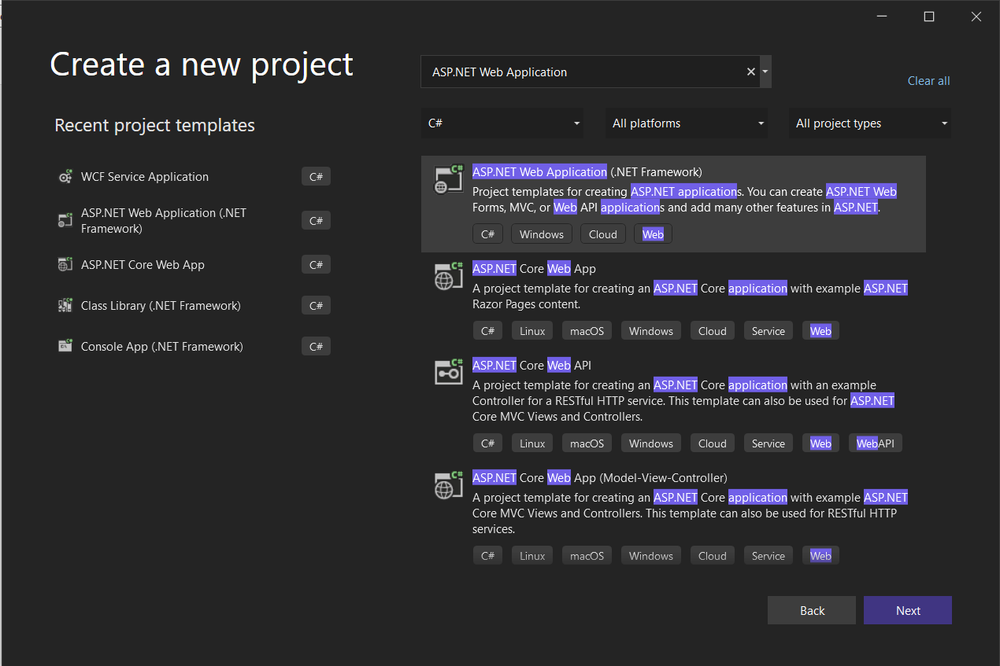 Create a new project
Recent project templates
WCF Service Application
C#
ASP.NET Web Application (.NET
Framework)
C#
ASP.NET Core Web App
C#
Class Library (.NET Framework)
C#
Console App (.NET Framework)
C#
ASP.NET Web Application
Clear all
C#
All platforms
All project types
ASP.NET Web Application (.NET Framework)
Project templates for creating ASP.NET applications. You can create ASP.NET Web
Forms, MVC, or Web API applications and add many other features in ASP.NET.
C# Windows Cloud Web
ASP.NET Core Web App
A project template for creating an ASP.NET Core application with example ASP.NET
Razor Pages content.
C# Linux macOS Windows Cloud Service Web
ASP.NET Core Web API
A project template for creating an ASP.NET Core application with an example
Controller for a RESTful HTTP service. This template can also be used for ASP.NET
Core MVC Views and Controllers.
C# Linux macOS Windows Cloud Service Web WebAPI
ASP.NET Core Web App (Model-View-Controller)
A project template for creating an ASP.NET Core application with example ASP.NET
Core MVC Views and Controllers. This template can also be used for RESTful HTTP
services.
C# Linux macOS Windows Cloud Service Web
Back
Next